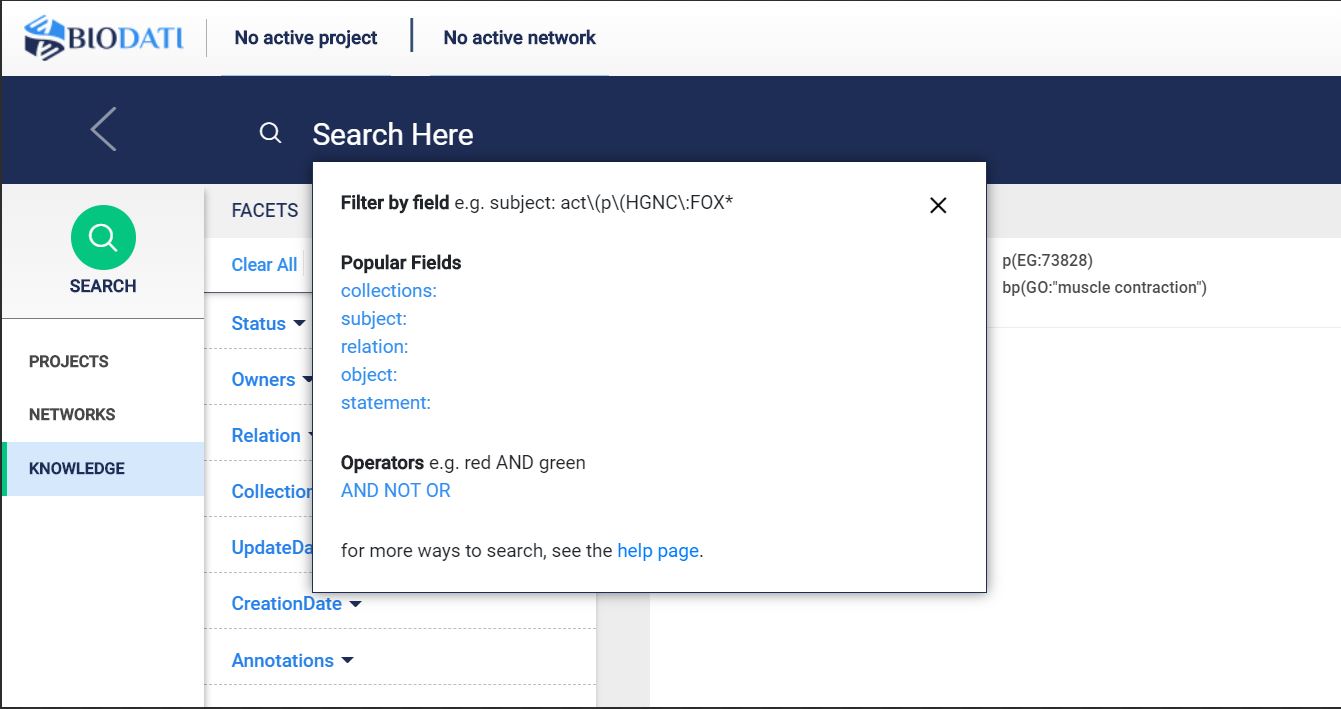 BIODATI
No active project
No active network
Search Here
SEARCH
PROJECTS
NETWORKS
KNOWLEDGE
FACETS
Clear All
Status
Owners
Relation
CreationDate
Annotations
Filter by field e.g. subject: act\(p\(HGNC\:FOX*
Popular Fields
collections:
subject:
relation:
object:
statement:
Operators e.g. red AND green
AND NOT OR
for more ways to search, see the help page.
p(EG:73828)
bp(GO:"muscle contraction")